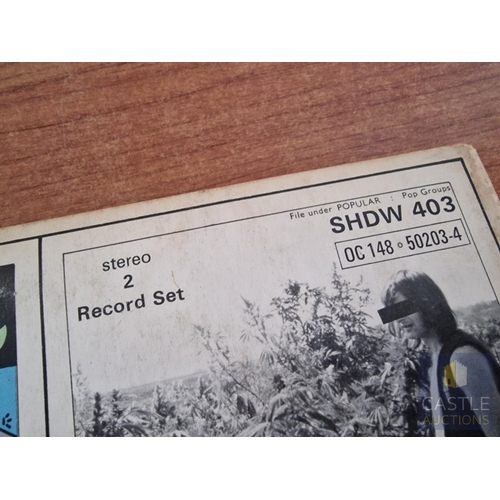 File under POPULAR : Pop Groups
SHDW 403
OC 148 o 50203-4
stereo
2
Record Set
CASTLE
AUCTIONS